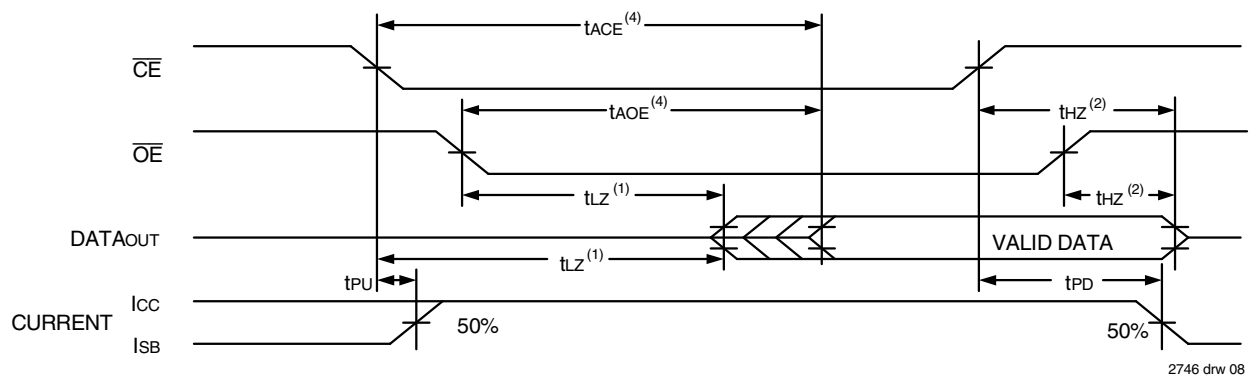 tACE(4)
CE
tAOE(4)
tHZ(2)
OE
tLZ(1)
tHZ(2)
DATAOUT
VALID DATA
tLZ(1)
tPU
tPD
ICC
CURRENT
50%
50%
ISB
2746 drw 08